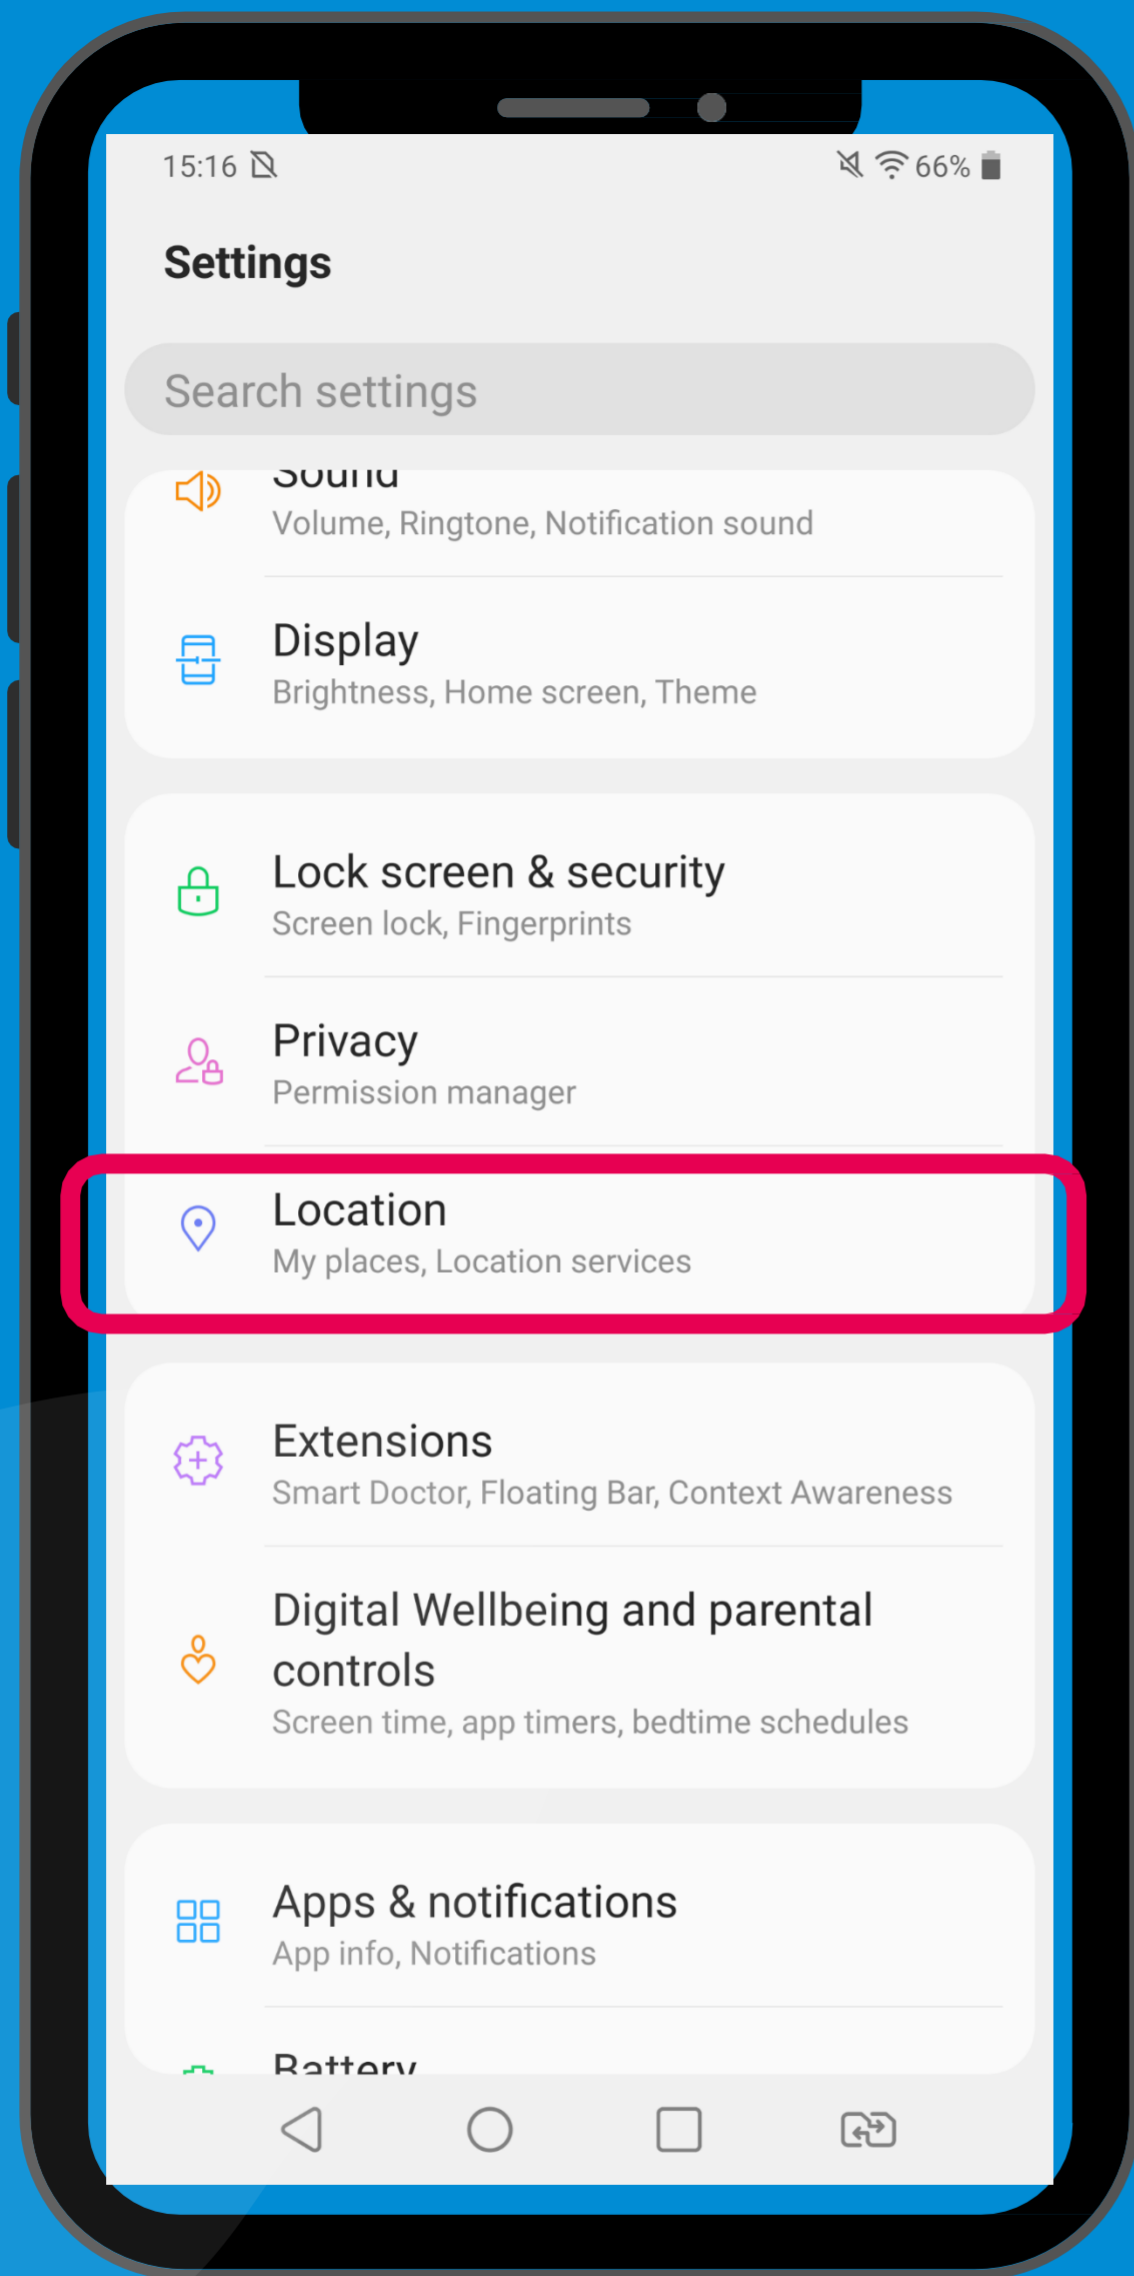 15:16
66%
Settings
Search settings
Sound
Volume, Ringtone, Notification sound
Display
Brightness, Home screen, Theme
Lock screen & security
Screen lock, Fingerprints
Privacy
Permission manager
Location
My places, Location services
Extensions
Smart Doctor, Floating Bar, Context Awareness
Digital Wellbeing and parental
controls
Screen time, app timers, bedtime schedules
Apps & notifications
App info, Notifications
Battery